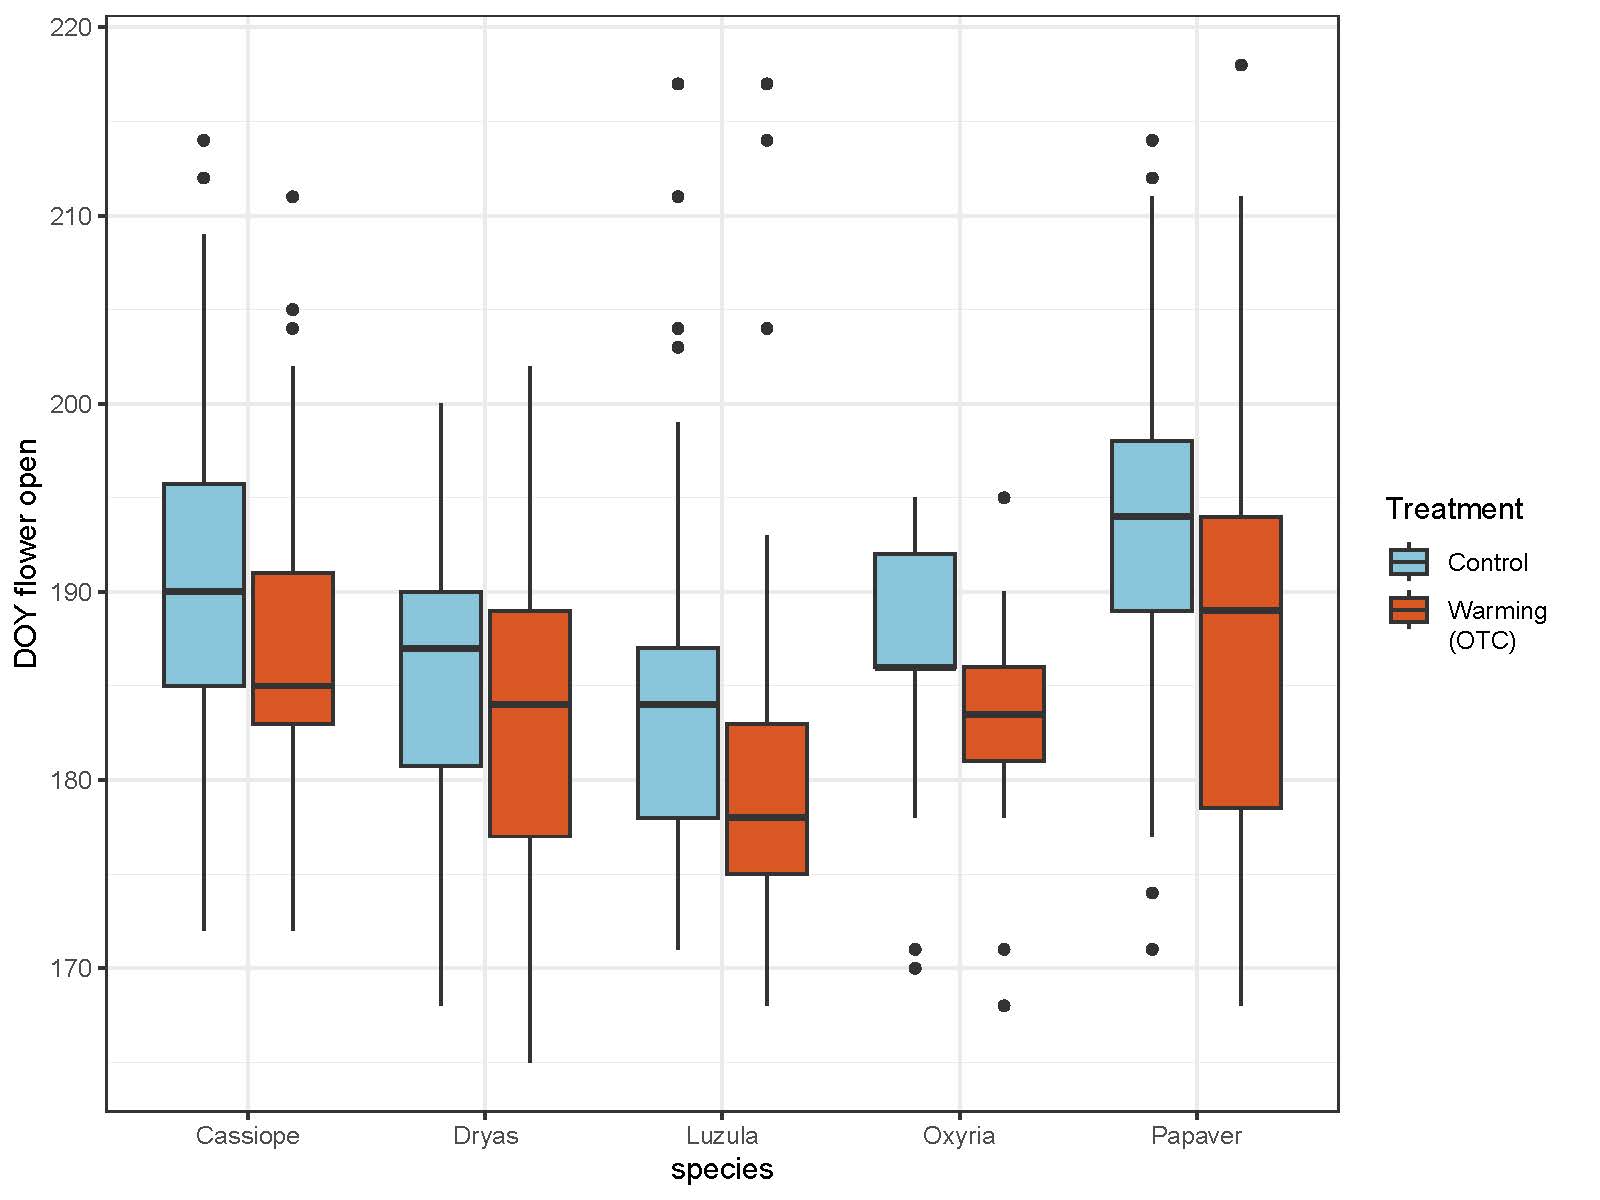 220
210
200
190
180
170
DOY flower open
Cassiope
Dryas
Luzula
Oxyria
Papaver
species
Treatment
Control
Warming
(OTC)